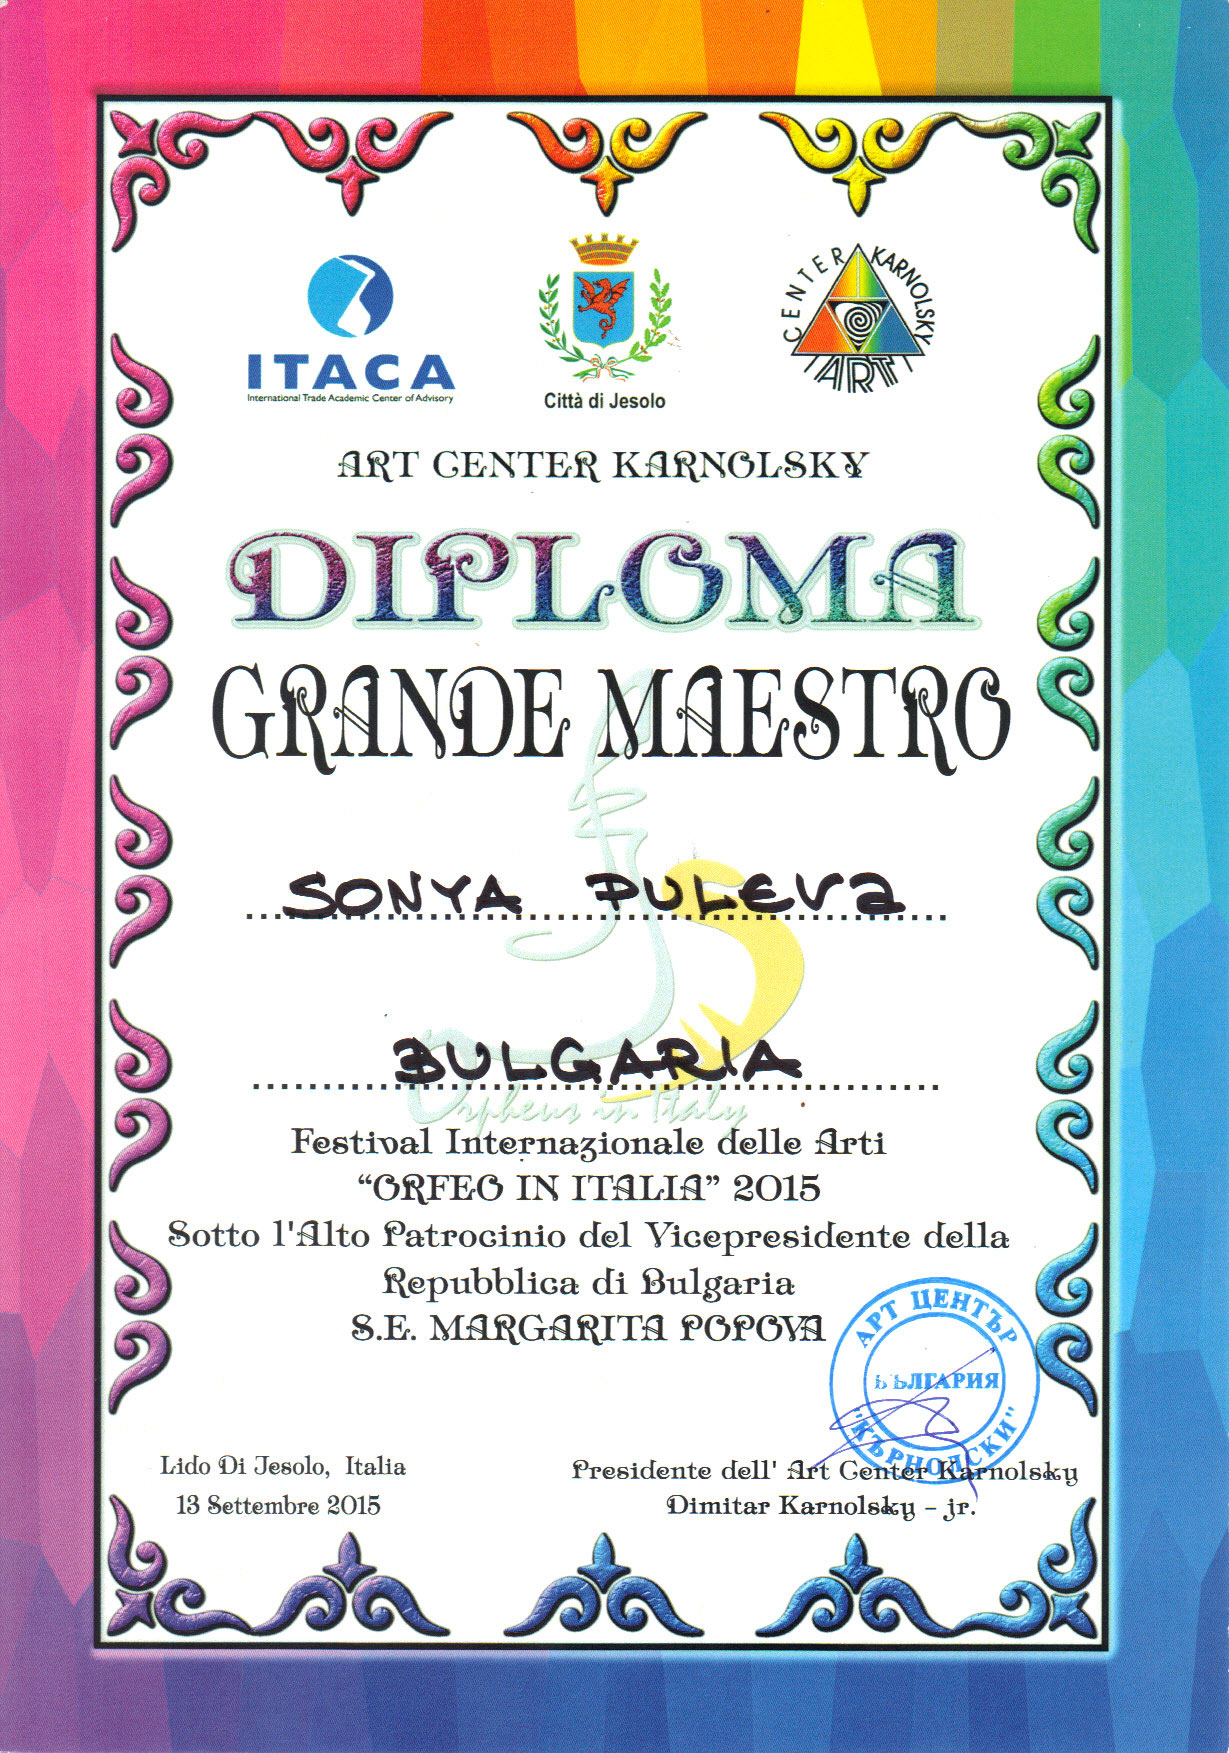 ITACA
International Trade Academic Center of Advisory
Città di Jesolo
CENTER KARNOLSKY
ART
ART CENTER KARNOLSKY
DIPLOMA
GRANDE MAESTRO
SONYA PULEVA
BULGARIA
Orpheus in Italy
Festival Internazionale delle Arti
“ORFEO IN ITALIA” 2015
Sotto l'Alto Patrocinio del Vicepresidente della
Repubblica di Bulgaria
S.E. MARGARITA POPOVA
АРТ ЦЕНТЪР
БЪЛГАРИЯ
"КЪРНОЛСКИ"
Lido Di Jesolo, Italia
13 Settembre 2015
Presidente dell' Art Center Karnolsky
Dimitar Karnolsky - jr.